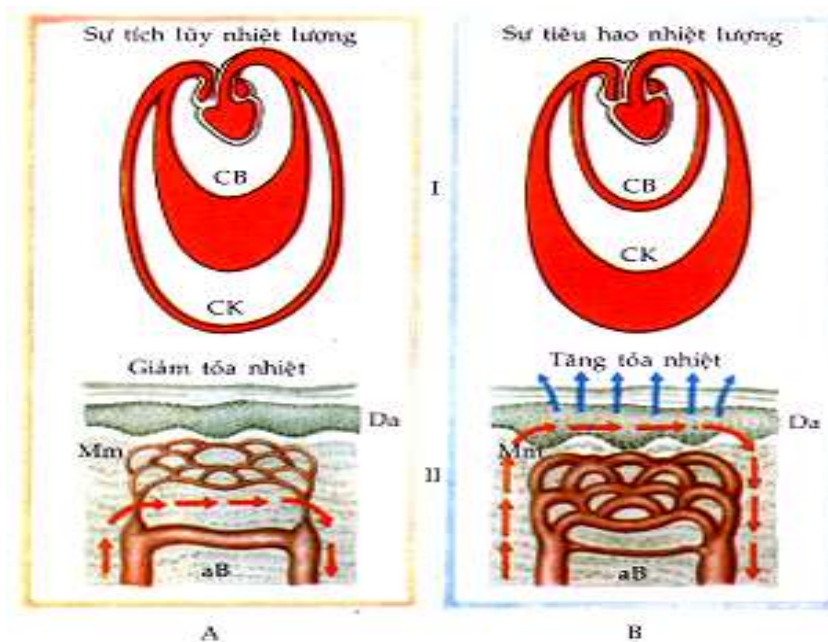 Sự tích lũy nhiệt lượng
CB
CK
Giảm tỏa nhiệt
Da
Mm
aB
A
I
II
Sự tiêu hao nhiệt lượng
CB
CK
Tăng tỏa nhiệt
Da
Mm
aB
B